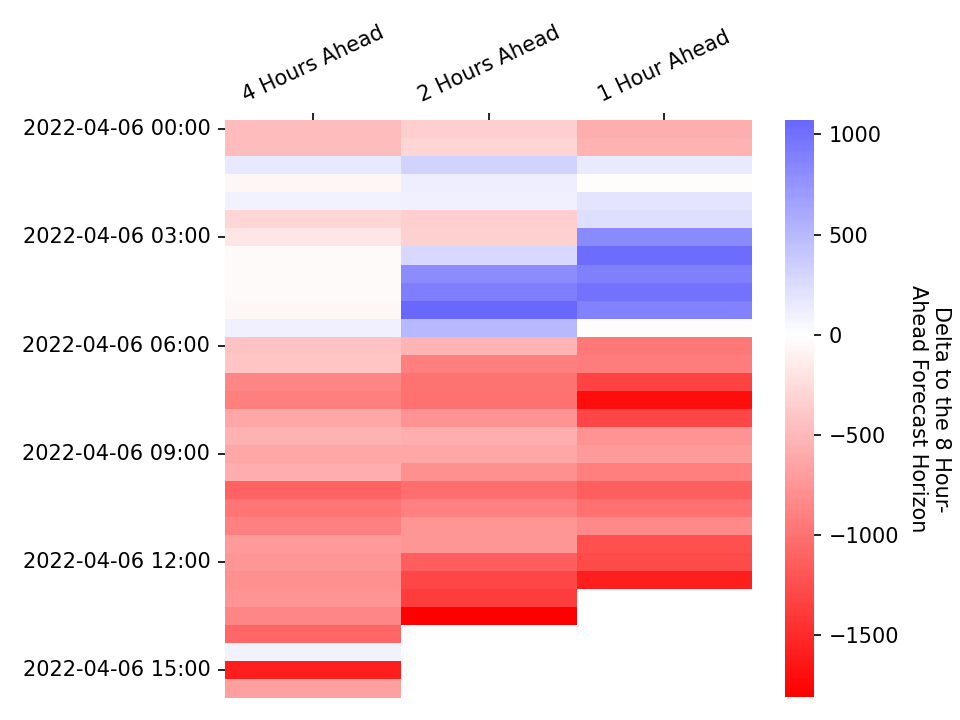 4 Hours Ahead
2 Hours Ahead
1 Hour Ahead
2022-04-06 00:00
2022-04-06 03:00
2022-04-06 06:00
2022-04-06 09:00
2022-04-06 12:00
2022-04-06 15:00
1000
500
0
−500
−1000
−1500
Delta to the 8 Hour-
Ahead Forecast Horizon